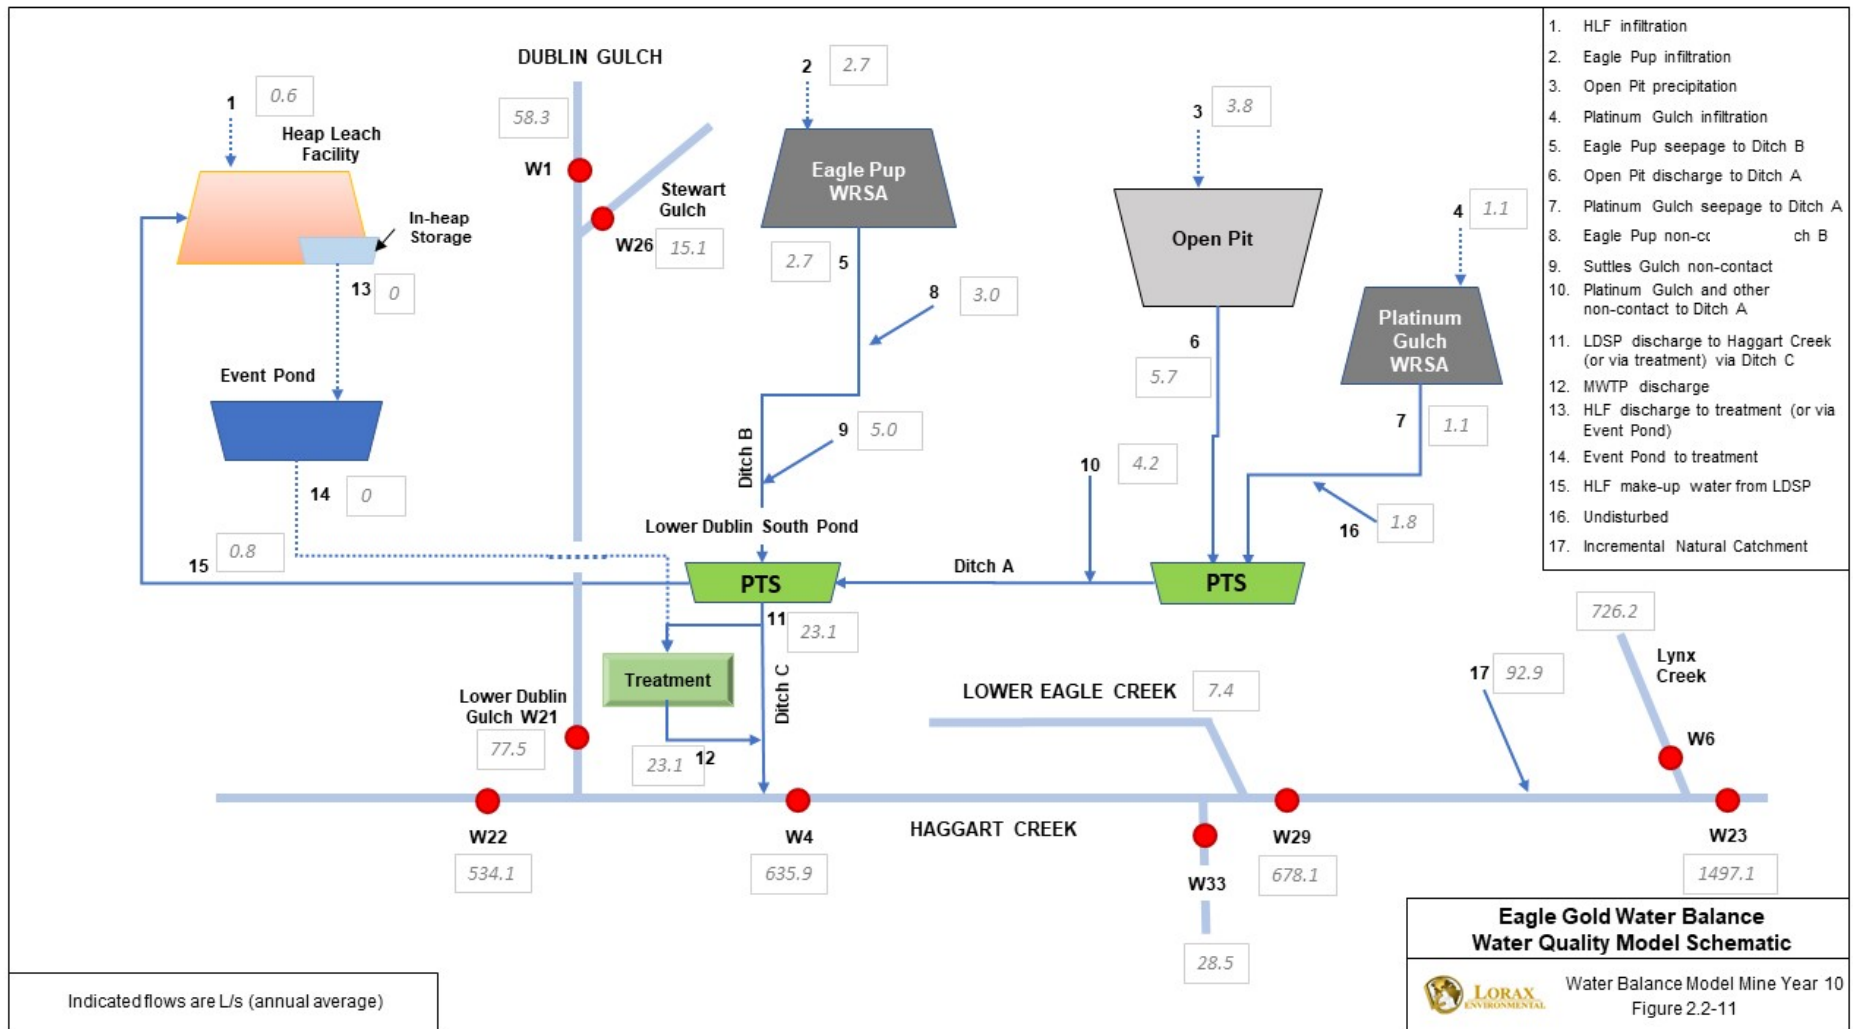 DUBLIN GULCH
1
0.6
Heap Leach
Facility
In-heap
Storage
13
0
Event Pond
14
0
15
0.8
58.3
W1
Stewart
Gulch
W26
15.1
2
2.7
Eagle Pup
WRSA
2.7
5
8
3.0
9
5.0
Ditch B
Lower Dublin South Pond
PTS
11
23.1
Treatment
Ditch C
12
23.1
Lower Dublin
Gulch W21
77.5
3
3.8
Open Pit
6
5.7
4
1.1
Platinum
Gulch
WRSA
7
1.1
10
4.2
16
1.8
Ditch A
PTS
LOWER EAGLE CREEK
7.4
17
92.9
726.2
Lynx
Creek
W6
W22
534.1
W4
635.9
HAGGART CREEK
W33
28.5
W29
678.1
W23
1497.1
1. HLF infiltration
2. Eagle Pup infiltration
3. Open Pit precipitation
4. Platinum Gulch infiltration
5. Eagle Pup seepage to Ditch B
6. Open Pit discharge to Ditch A
7. Platinum Gulch seepage to Ditch A
8. Eagle Pup ch B
9. Suttles Gulch non-contact
10. Platinum Gulch and other
non-contact to Ditch A
11. LDSP discharge to Haggart Creek
(or via treatment) via Ditch C
12. MWTP discharge
13. HLF discharge to treatment (or via
Event Pond)
14. Event Pond to treatment
15. HLF make-up water from LDSP
16. Undisturbed
17. Incremental Natural Catchment
Indicated flows are L/s (annual average)
Eagle Gold Water Balance
Water Quality Model Schematic
LORAX
ENVIRONMENTAL
Water Balance Model Mine Year 10
Figure 2.2-11